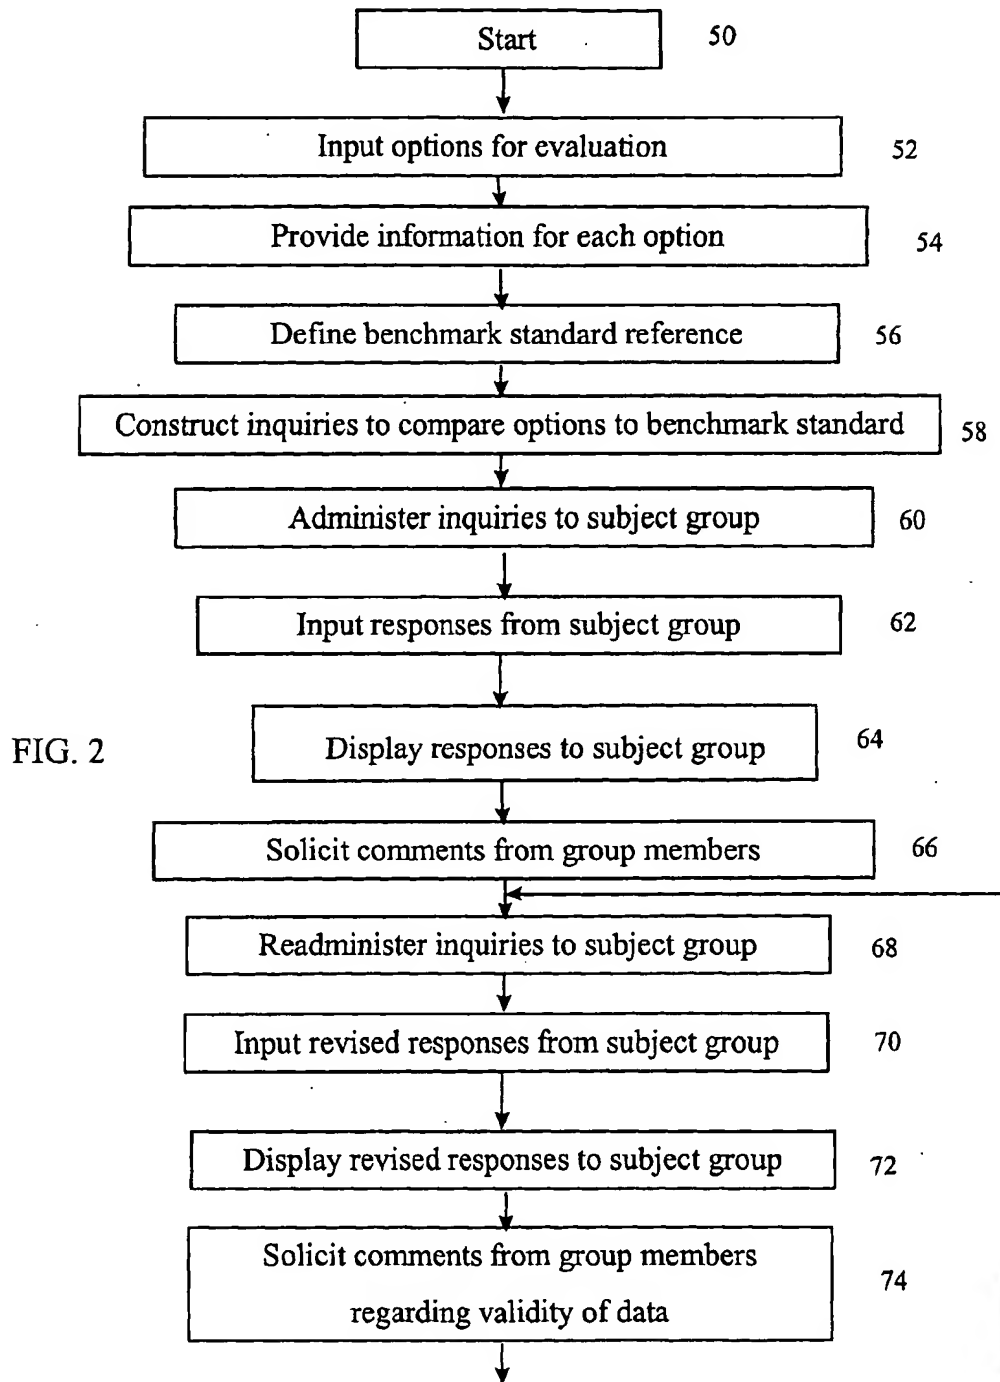 Start 50
Input options for evaluation 52
Provide information for each option 54
Define benchmark standard reference 56
Construct inquiries to compare options to benchmark standard 58
Administer inquiries to subject group 60
Input responses from subject group 62
FIG. 2 Display responses to subject group 64
Solicit comments from group members 66
Readminister inquiries to subject group 68
Input revised responses from subject group 70
Display revised responses to subject group 72
Solicit comments from group members
regarding validity of data 74